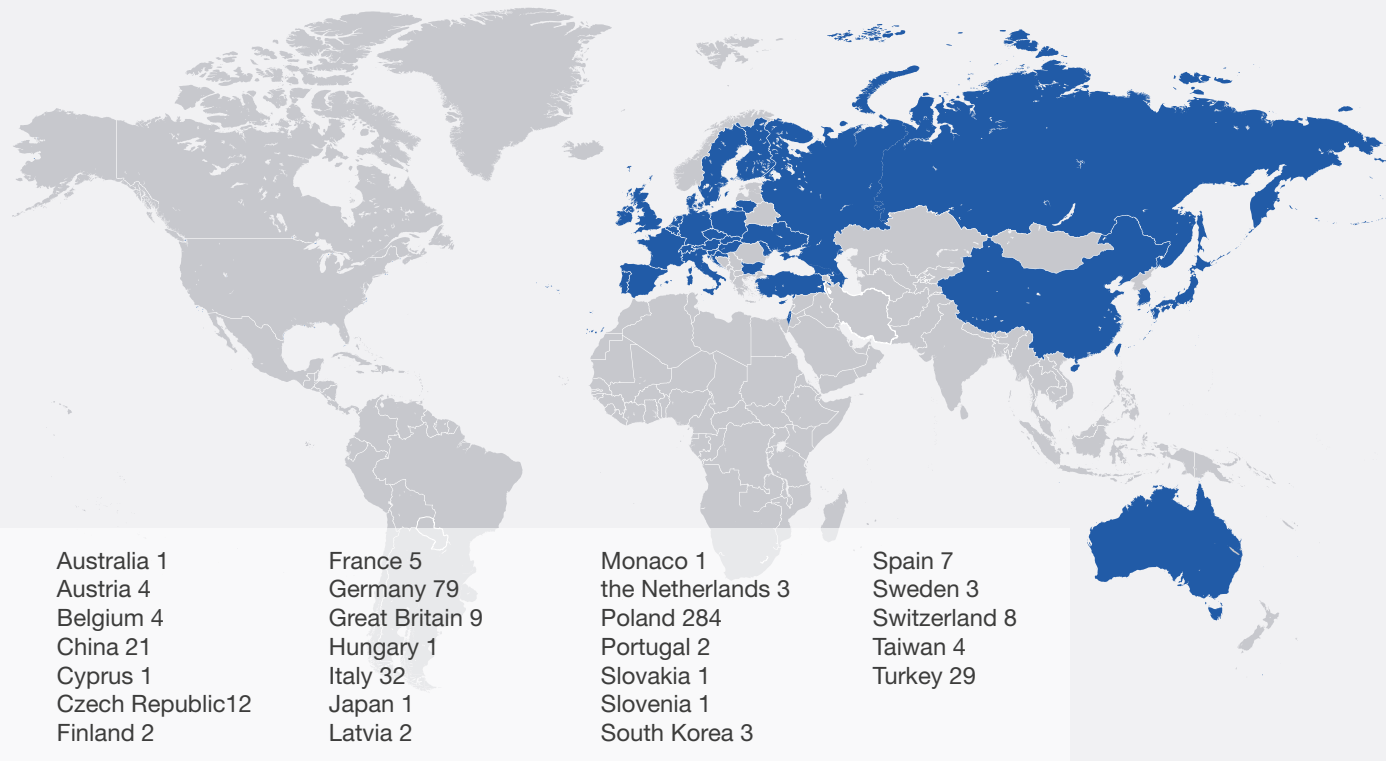 Australia 1
Austria 4
Belgium 4
China 21
Cyprus 1
Czech Republic12
Finland 2
France 5
Germany 79
Great Britain 9
Hungary 1
Italy 32
Japan 1
Latvia 2
Monaco 1
the Netherlands 3
Poland 284
Portugal 2
Slovakia 1
Slovenia 1
South Korea 3
Spain 7
Sweden 3
Switzerland 8
Taiwan 4
Turkey 29